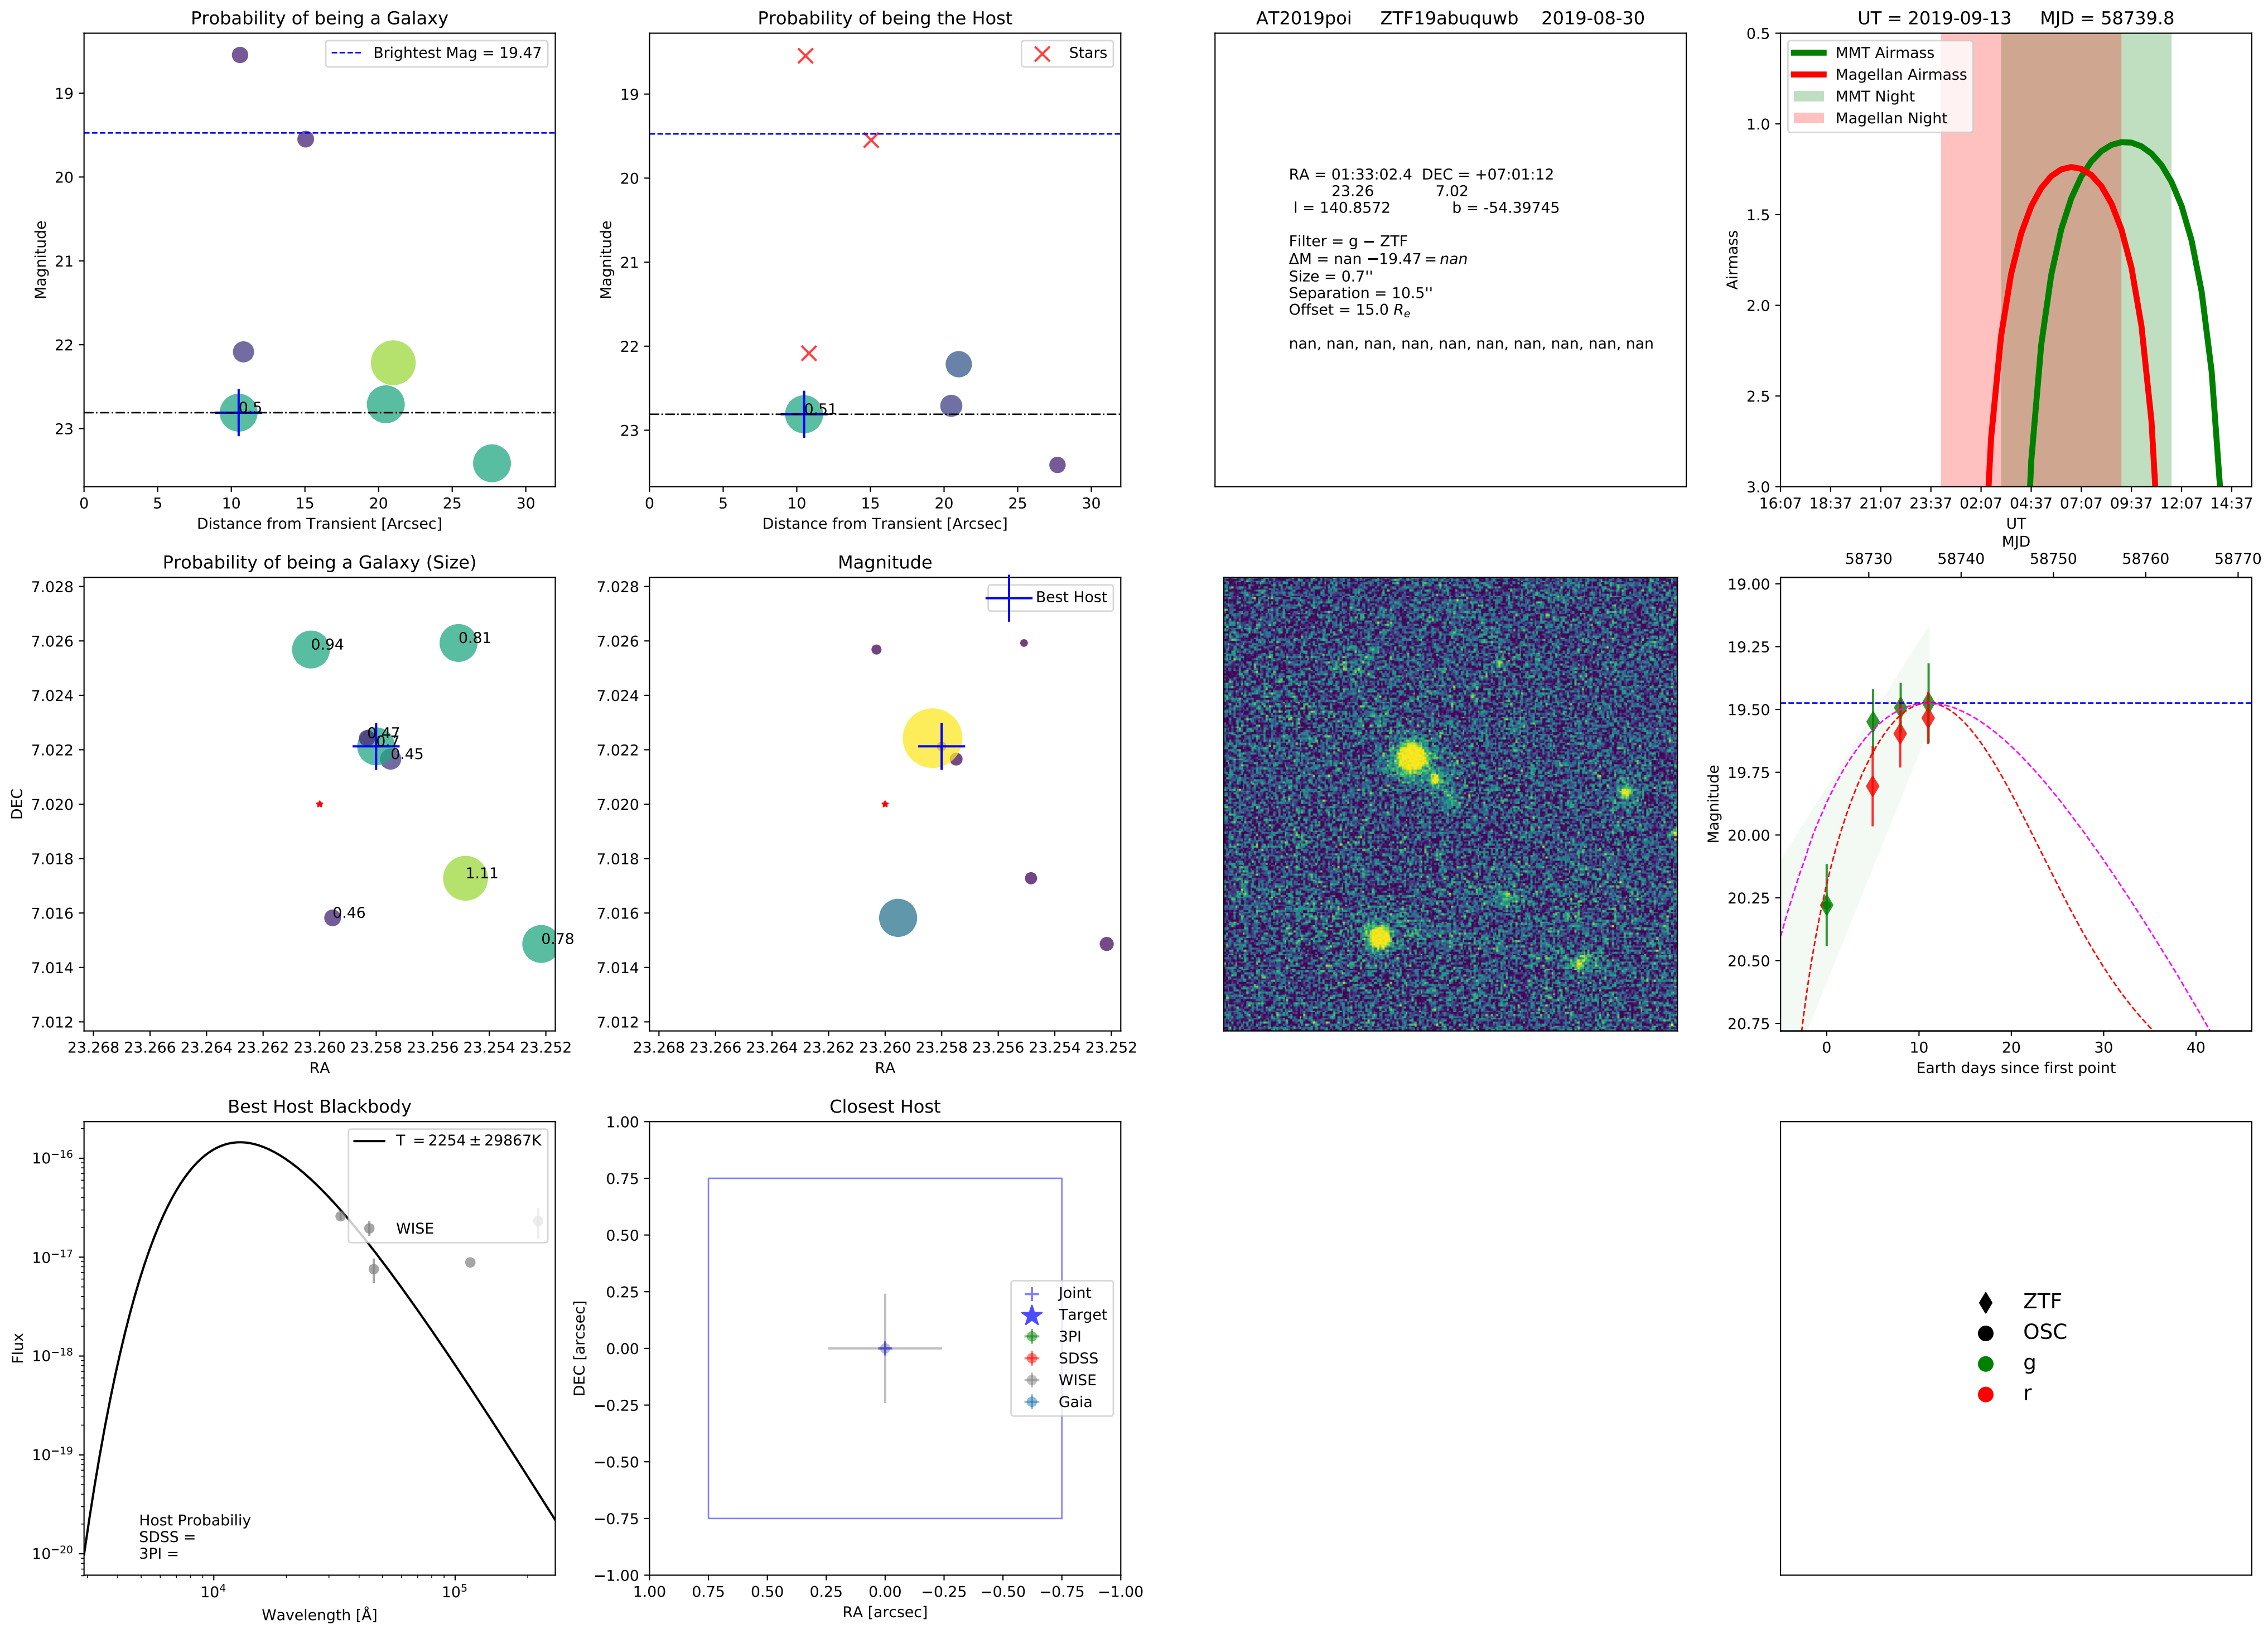 Probability of being a Galaxy
Brightest Mag = 19.47
19
20
21
22
23
0.5
Magnitude
0 5 10 15 20 25 30
Distance from Transient [Arcsec]
Probability of being the Host
Stars
19
20
21
22
23
0.51
Magnitude
0 5 10 15 20 25 30
Distance from Transient [Arcsec]
AT2019poi ZTF19abuquwb 2019-08-30
RA = 01:33:02.4 DEC = +07:01:12
23.26 7.02
l = 140.8572 b = -54.39745
Filter = g − ZTF
ΔM = nan −19.47 = nan
Size = 0.7''
Separation = 10.5''
Offset = 15.0 Re
nan, nan, nan, nan, nan, nan, nan, nan, nan, nan
UT = 2019-09-13 MJD = 58739.8
MMT Airmass
Magellan Airmass
MMT Night
Magellan Night
0.5
1.0
1.5
2.0
2.5
3.0
Airmass
16:07 18:37 21:07 23:37 02:07 04:37 07:07 09:37 12:07 14:37
UT
Probability of being a Galaxy (Size)
7.028
7.026
7.024
7.022
7.020
7.018
7.016
7.014
7.012
DEC
0.94
0.81
0.47
0.7
0.45
1.11
0.46
0.78
23.268 23.266 23.264 23.262 23.260 23.258 23.256 23.254 23.252
RA
Magnitude
Best Host
7.028
7.026
7.024
7.022
7.020
7.018
7.016
7.014
7.012
23.268 23.266 23.264 23.262 23.260 23.258 23.256 23.254 23.252
RA
MJD
58730 58740 58750 58760 58770
19.00
19.25
19.50
19.75
20.00
20.25
20.50
20.75
Magnitude
0 10 20 30 40
Earth days since first point
Best Host Blackbody
T = 2254 ± 29867K
WISE
10⁻¹⁶
10⁻¹⁷
10⁻¹⁸
10⁻¹⁹
10⁻²⁰
Flux
Host Probabiliy
SDSS =
3PI =
10⁴ 10⁵
Wavelength [Å]
Closest Host
1.00
0.75
0.50
0.25
0.00
−0.25
−0.50
−0.75
−1.00
DEC [arcsec]
Joint
Target
3PI
SDSS
WISE
Gaia
1.00 0.75 0.50 0.25 0.00 −0.25 −0.50 −0.75 −1.00
RA [arcsec]
ZTF
OSC
g
r